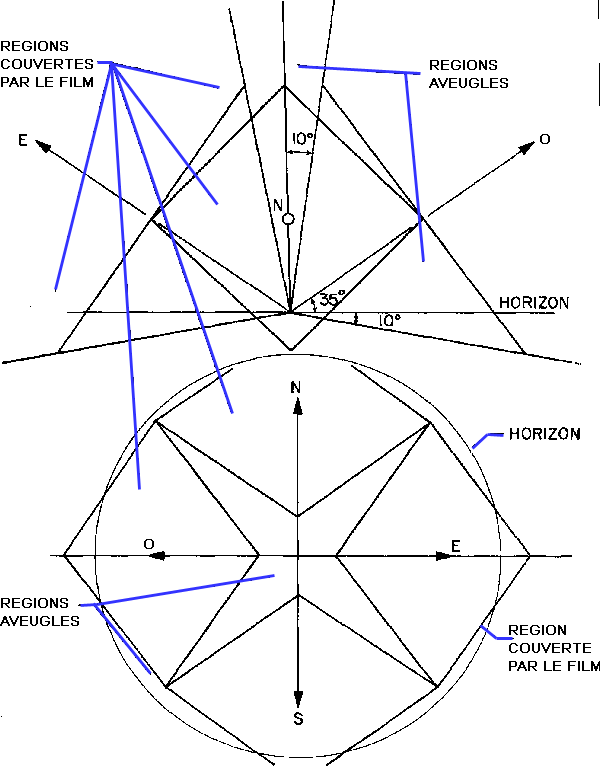 REGIONS
COUVERTES
PAR LE FILM
REGIONS
AVEUGLES
E
10°
O
N
35°
HORIZON
10°
N
HORIZON
O
E
REGIONS
AVEUGLES
REGION
COUVERTE
PAR LE FILM
S